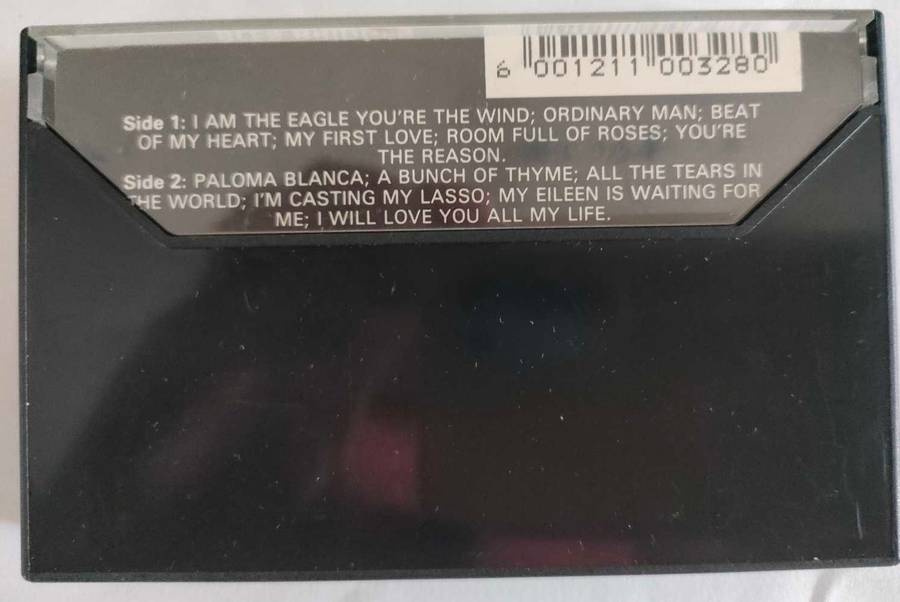 6 001211 003280
Side 1: I AM THE EAGLE YOU'RE THE WIND; ORDINARY MAN; BEAT
OF MY HEART; MY FIRST LOVE; ROOM FULL OF ROSES; YOU'RE
THE REASON.
Side 2: PALOMA BLANCA; A BUNCH OF THYME; ALL THE TEARS IN
THE WORLD; I'M CASTING MY LASSO; MY EILEEN IS WAITING FOR
ME; I WILL LOVE YOU ALL MY LIFE.